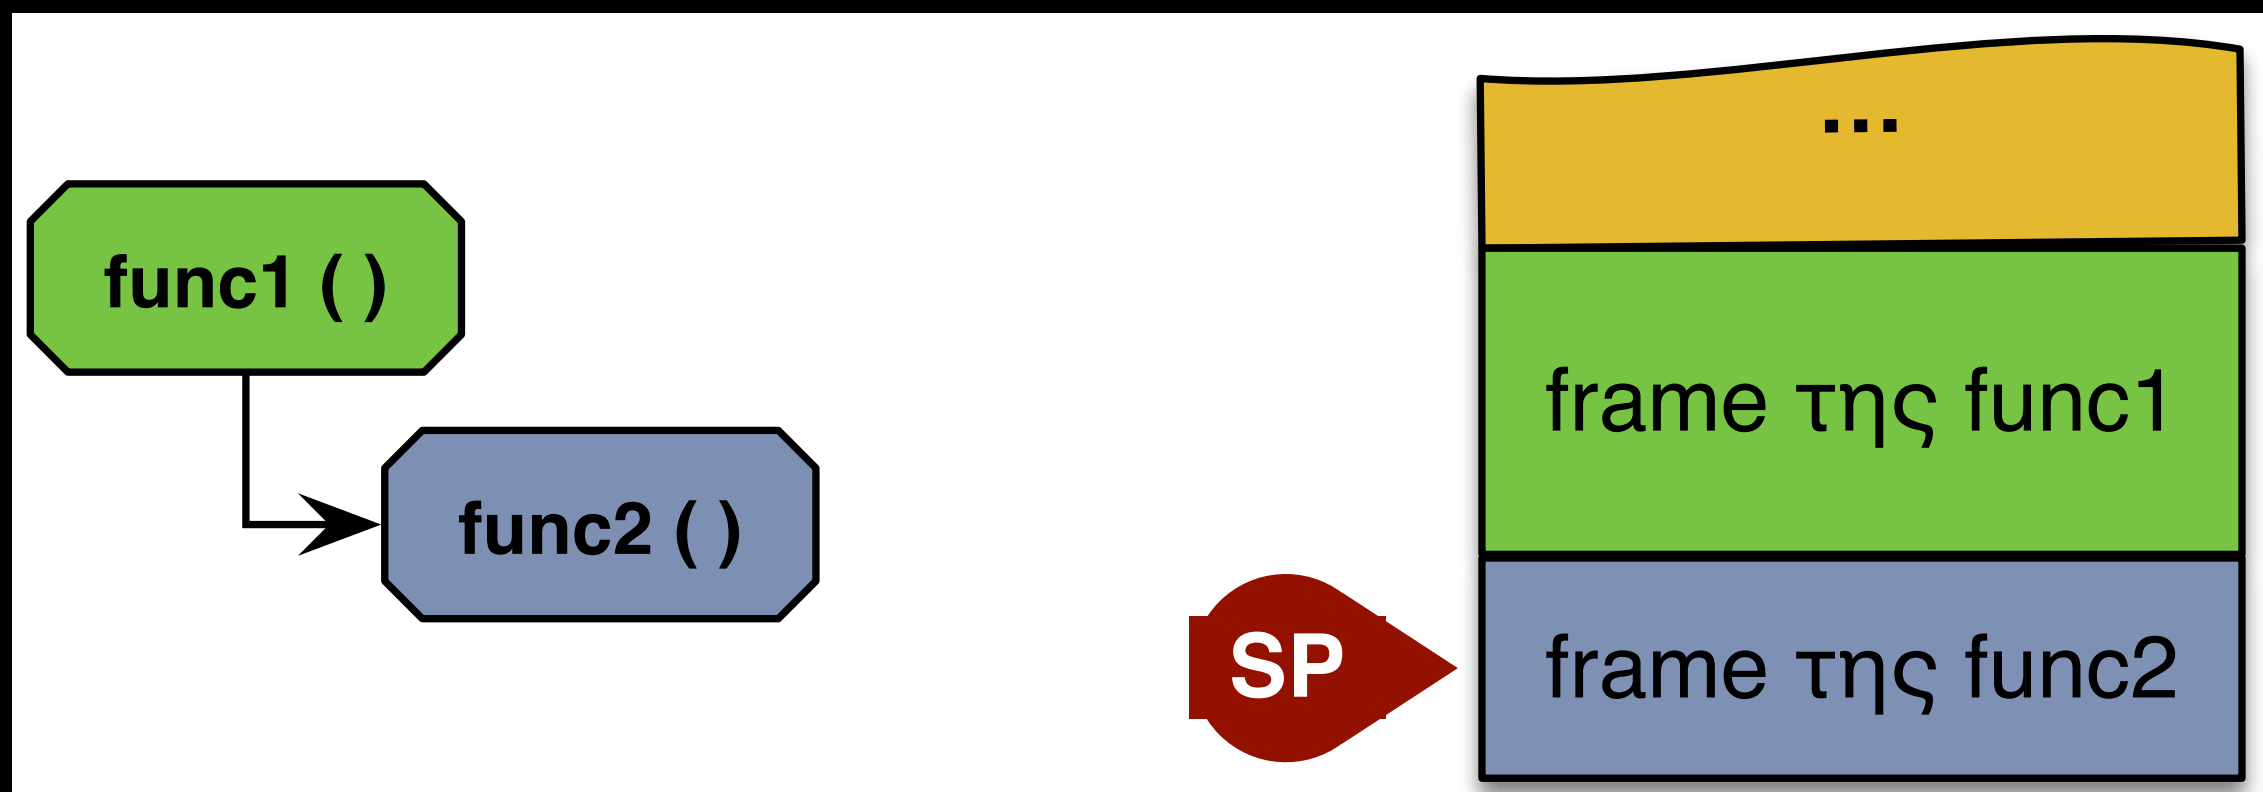 ...
func1 ( )
frame της func1
func2 ( )
SP
frame της func2